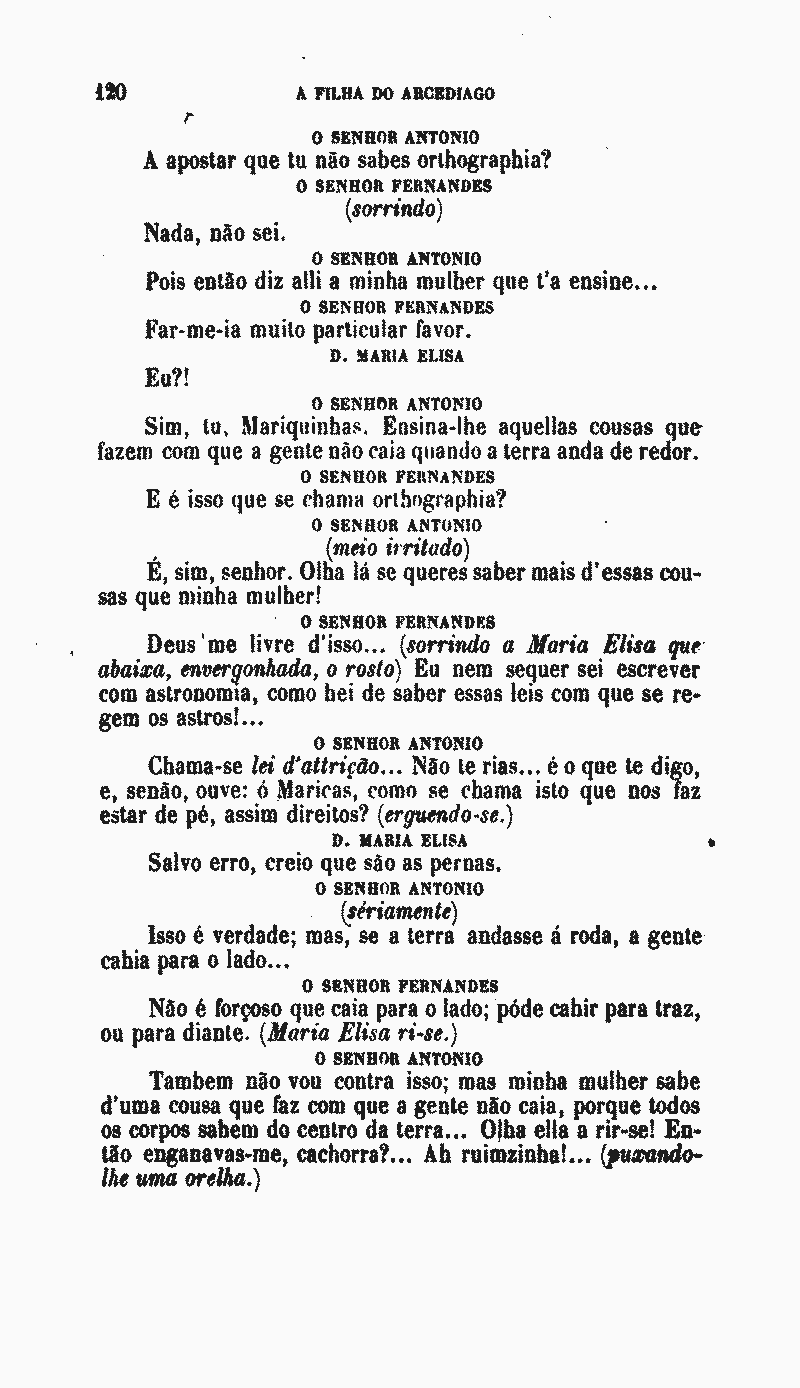 120 A FILHA DO ARCEDIAGO
O SENHOR ANTONIO
A apostar que tu não sabes orthographia?
O SENHOR FERNANDES
(sorrindo)
Nada, não sei.
O SENHOR ANTONIO
Pois então diz alli a minha mulher que t'a ensine...
O SENHOR FERNANDES
Far-me-ia muito particular favor.
D. MARIA ELISA
Eu?!
O SENHOR ANTONIO
Sim, tu, Mariquinhas. Ensina-lhe aquellas cousas que
fazem com que a gente não caia quando a terra anda de redor.
O SENHOR FERNANDES
E é isso que se chama orthographia?
O SENHOR ANTONIO
(meio irritado)
É, sim, senhor. Olha lá se queres saber mais d'essas cou-
sas que minha mulher!
O SENHOR FERNANDES
Deus me livre d'isso... (sorrindo a Maria Elisa que
abaixa, envergonhada, o rosto) Eu nem sequer sei escrever
com astronomia, como hei de saber essas leis com que se re-
gem os astros!...
O SENHOR ANTONIO
Chama-se lei d'attrição... Não te rias... é o que te digo,
e, senão, ouve: ó Maricas, como se chama isto que nos faz
estar de pé, assim direitos? (erguendo-se.)
D. MARIA ELISA
Salvo erro, creio que são as pernas.
O SENHOR ANTONIO
(sériamente)
Isso é verdade; mas, se a terra andasse á roda, a gente
cahia para o lado...
O SENHOR FERNANDES
Não é forçoso que caia para o lado; póde cahir para traz,
ou para diante. (Maria Elisa ri-se.)
O SENHOR ANTONIO
Tambem não vou contra isso; mas minha mulher sabe
d'uma cousa que faz com que a gente não caia, porque todos
os corpos sahem do centro da terra... Olha ella a rir-se! En-
tão enganavas-me, cachorra?... Ah ruimzinha!... (puxando-
lhe uma orelha.)